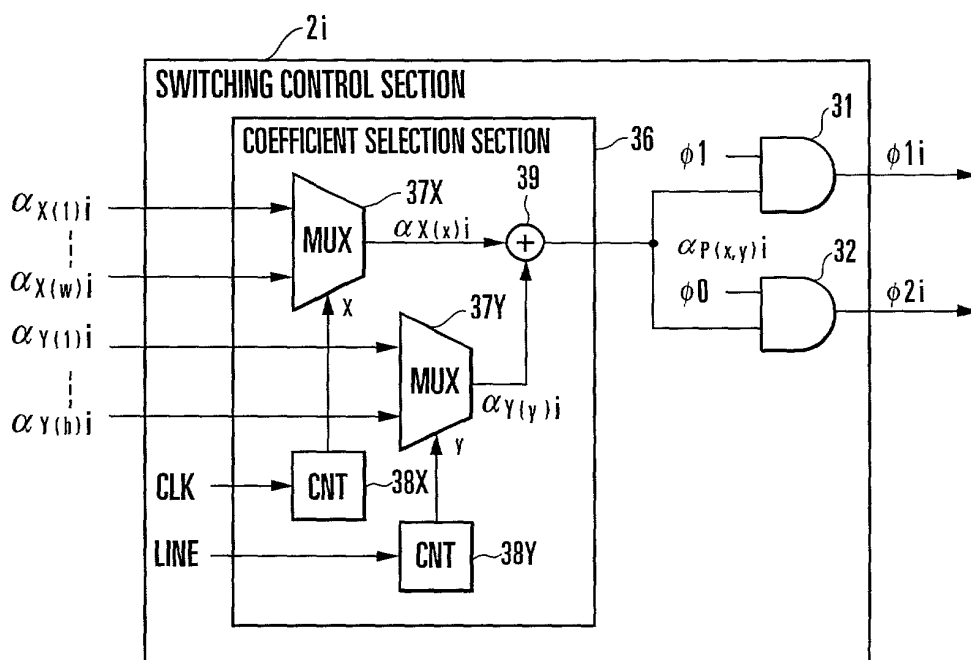 2i
SWITCHING CONTROL SECTION
COEFFICIENT SELECTION SECTION
36
31
ϕ1
ϕ1i
37X
39
αX(1)i
MUX
αX(x)i
+
αX(w)i
X
αP(x,y)i
32
ϕ0
ϕ2i
37Y
αY(1)i
MUX
αY(y)i
αY(h)i
Y
CLK
CNT
38X
LINE
CNT
38Y